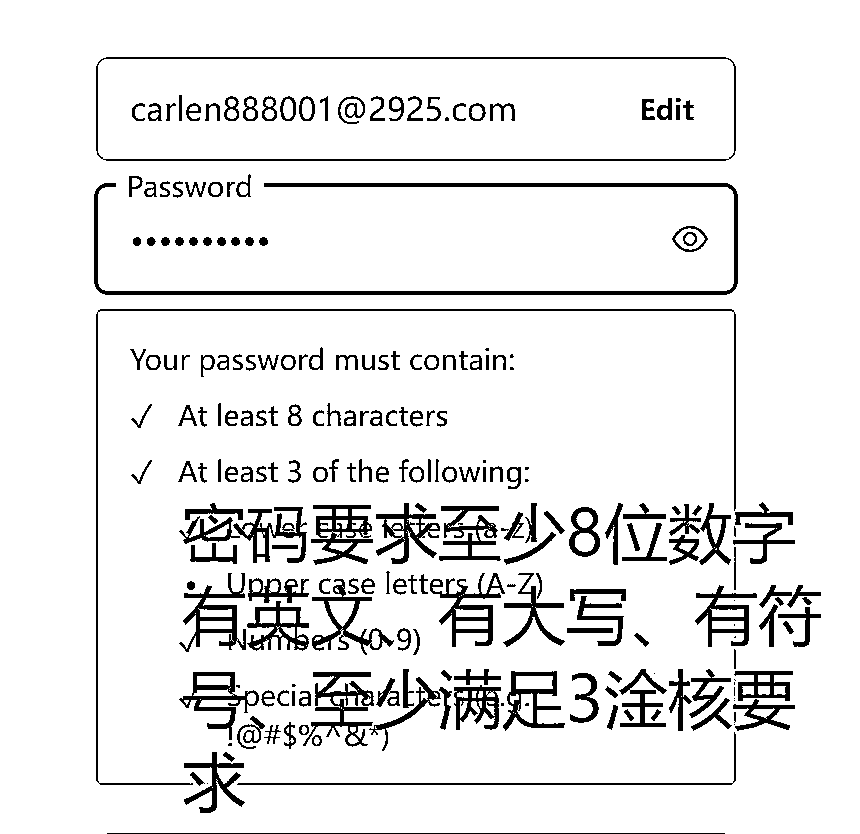 carlen888001@2925.com Edit
Password
Your password must contain:
At least 8 characters
At least 3 of the following:
Lower case letters (a-z)
密码要求至少8位数字
Upper case letters (A-Z)
有英文、有大写、有符
Numbers (0-9)
号、至少满足3淦核要
Special characters (e.g.
!@#$%^&*)
求